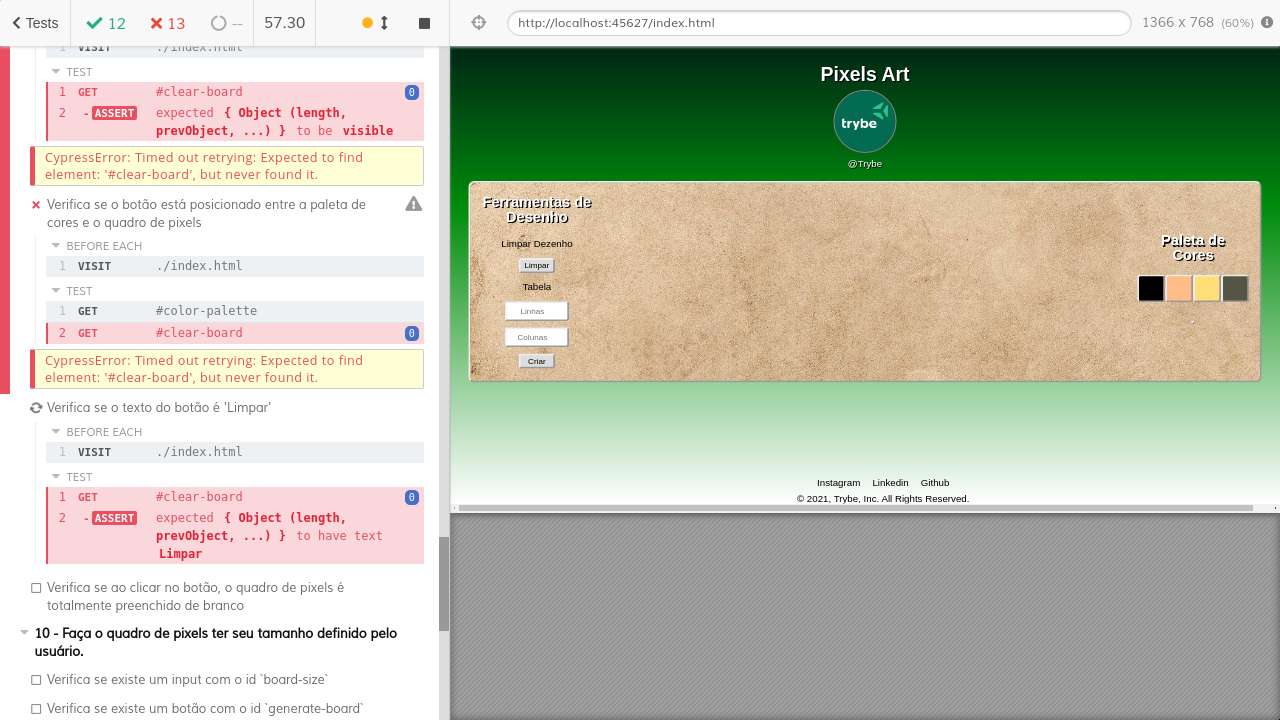 Tests
12
13
--
57.30
http://localhost:45627/index.html
1366 x 768 (60%)
1 VISIT ./index.html
TEST
1 GET #clear-board 0
2 - ASSERT expected { Object (length,
prevObject, ...) } to be visible
CypressError: Timed out retrying: Expected to find
element: '#clear-board', but never found it.
Verifica se o botão está posicionado entre a paleta de
cores e o quadro de pixels
BEFORE EACH
1 VISIT ./index.html
TEST
1 GET #color-palette
2 GET #clear-board 0
CypressError: Timed out retrying: Expected to find
element: '#clear-board', but never found it.
Verifica se o texto do botão é 'Limpar'
BEFORE EACH
1 VISIT ./index.html
TEST
1 GET #clear-board 0
2 - ASSERT expected { Object (length,
prevObject, ...) } to have text
Limpar
Verifica se ao clicar no botão, o quadro de pixels é
totalmente preenchido de branco
10 - Faça o quadro de pixels ter seu tamanho definido pelo
usuário.
Verifica se existe um input com o id `board-size`
Verifica se existe um botão com o id `generate-board`
Pixels Art
trybe
@Trybe
Ferramentas de
Desenho
Limpar Dezenho
Limpar
Tabela
Linhas
Colunas
Criar
Paleta de
Cores
Instagram Linkedin Github
© 2021, Trybe, Inc. All Rights Reserved.